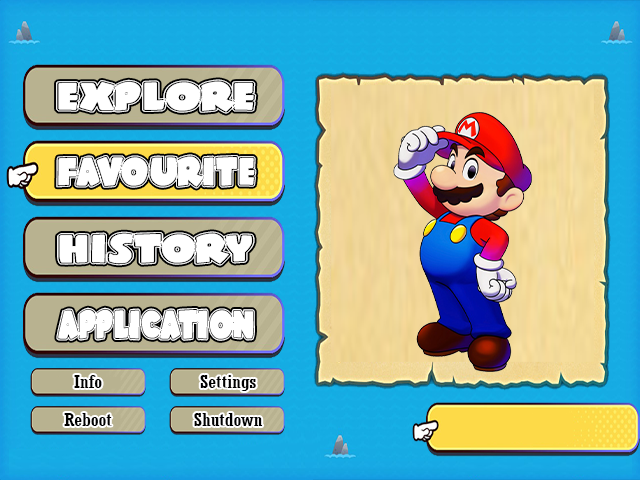 EXPLORE
FAVOURITE
HISTORY
APPLICATION
Info
Settings
Reboot
Shutdown
M